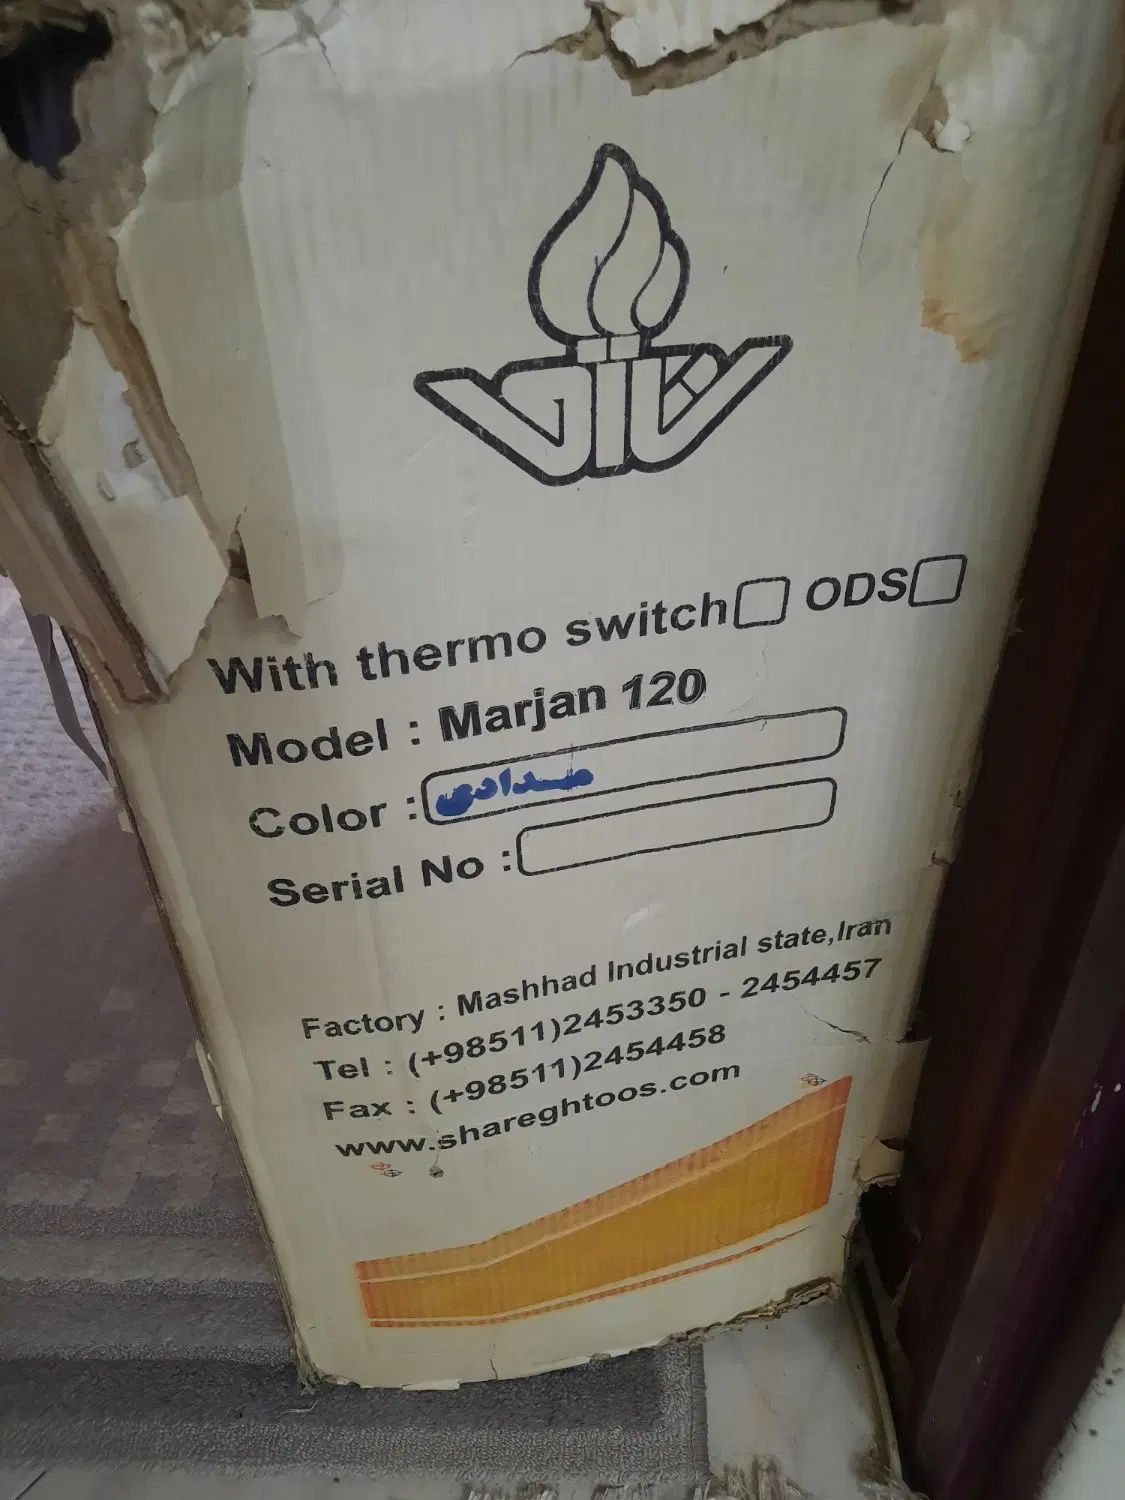 With thermo switch ODS
Model : Marjan 120
Color : مدادی
Serial No :
Factory : Mashhad Industrial state,Iran
Tel : (+98511)2453350 - 2454457
Fax : (+98511)2454458
www.shareghtoos.com